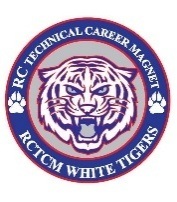 RC TECHNICAL CAREER MAGNET
RCTCM WHITE TIGERS